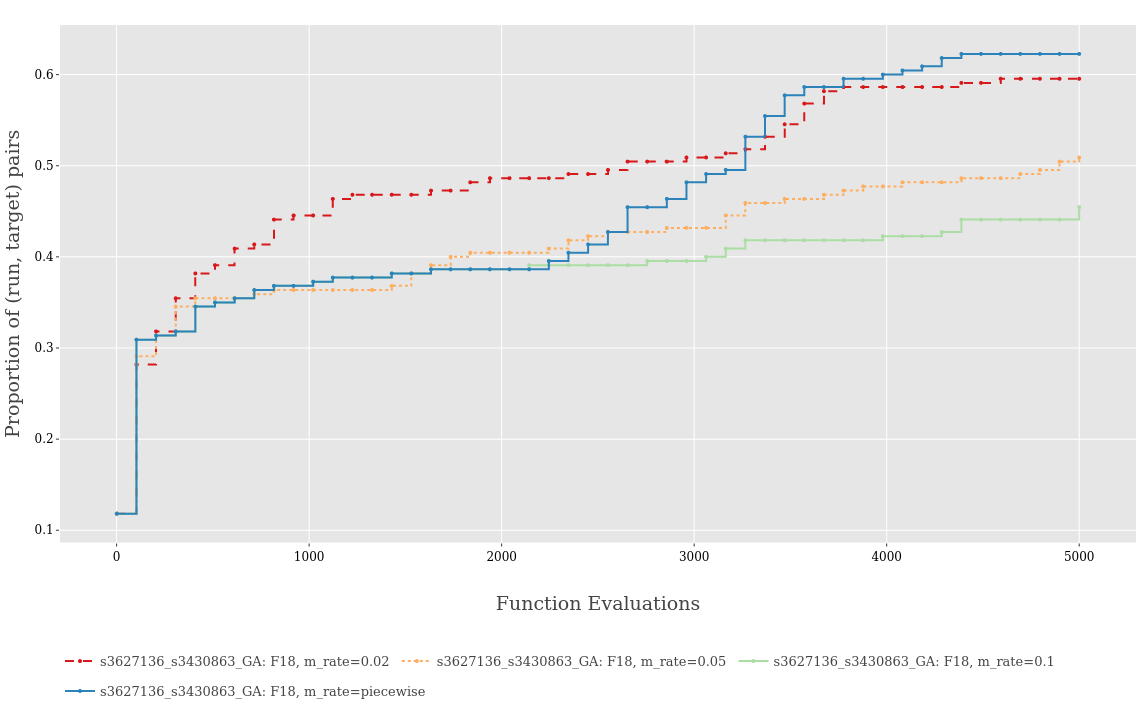 Proportion of (run, target) pairs
0.6
0.5
0.4
0.3
0.2
0.1
0 1000 2000 3000 4000 5000
Function Evaluations
s3627136_s3430863_GA: F18, m_rate=0.02 s3627136_s3430863_GA: F18, m_rate=0.05 s3627136_s3430863_GA: F18, m_rate=0.1
s3627136_s3430863_GA: F18, m_rate=piecewise